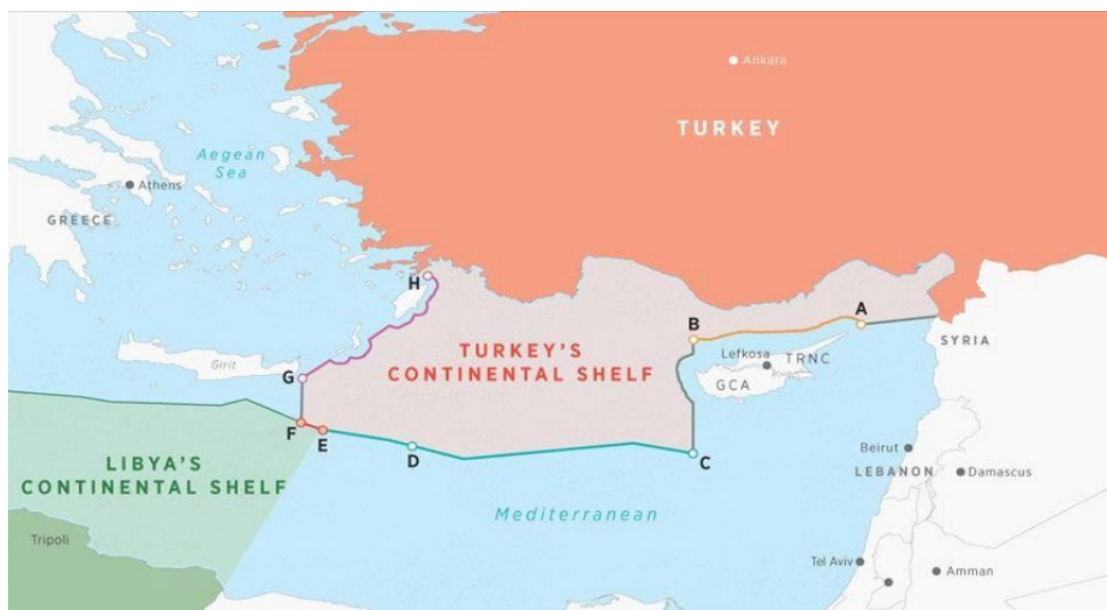 Ankara
TURKEY
Aegean
Sea
Athens
GREECE
H
B
A
SYRIA
TURKEY'S
CONTINENTAL SHELF
Lefkosa
TRNC
GCA
Girit
G
F
E
D
C
Beirut
LEBANON
Damascus
LIBYA'S
CONTINENTAL SHELF
Mediterranean
Tripoli
Tel Aviv
Amman